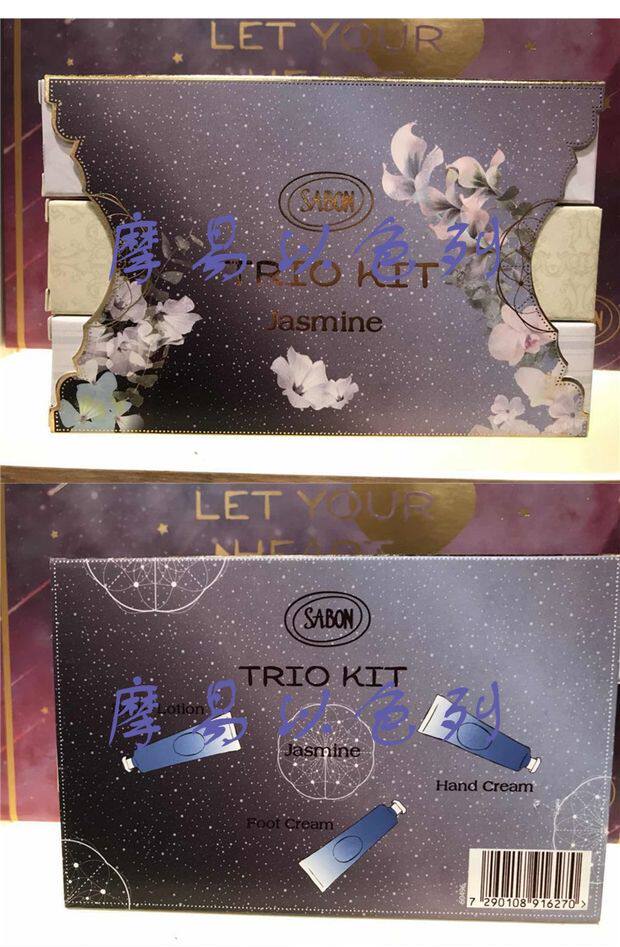 LET YOUR
SABON
摩易以色列
TRIO KIT
Jasmine
LET YOUR
HEART
SABON
TRIO KIT
摩易以色列
Lotion
Jasmine
Hand Cream
Foot Cream
7 290108 916270 >